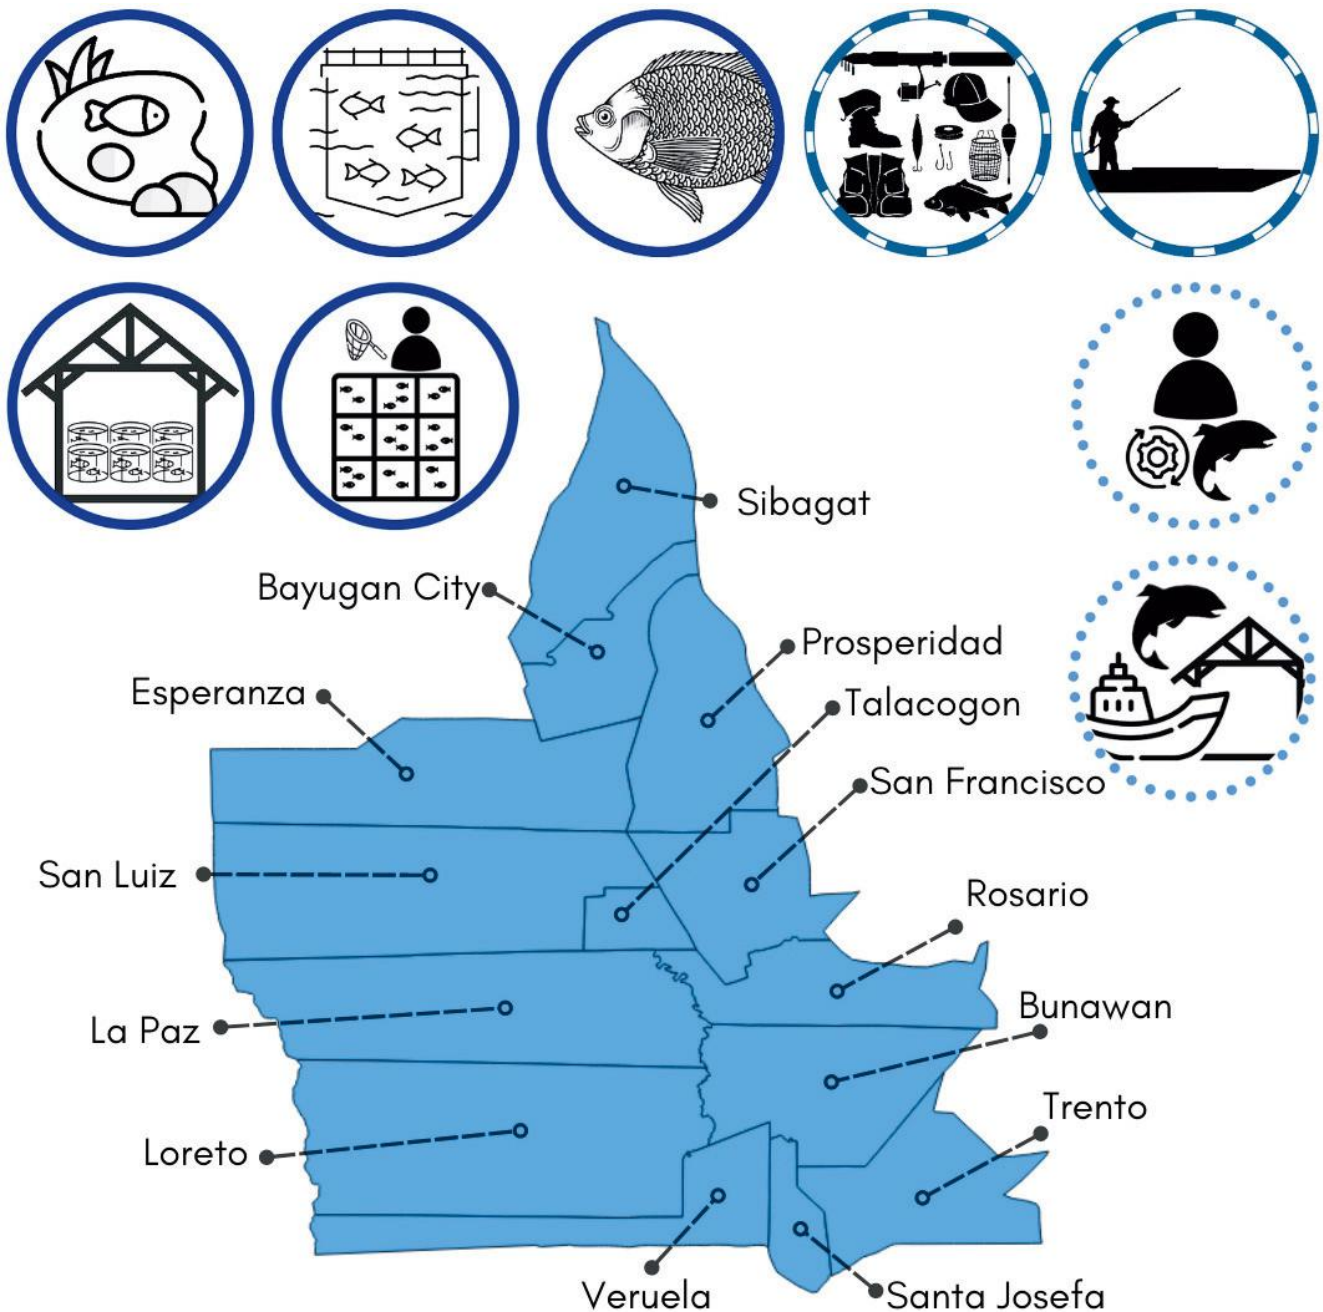 Sibagat
Bayugan City
Prosperidad
Esperanza
Talacogon
San Francisco
San Luiz
Rosario
Bunawan
La Paz
Trento
Loreto
Veruela
Santa Josefa